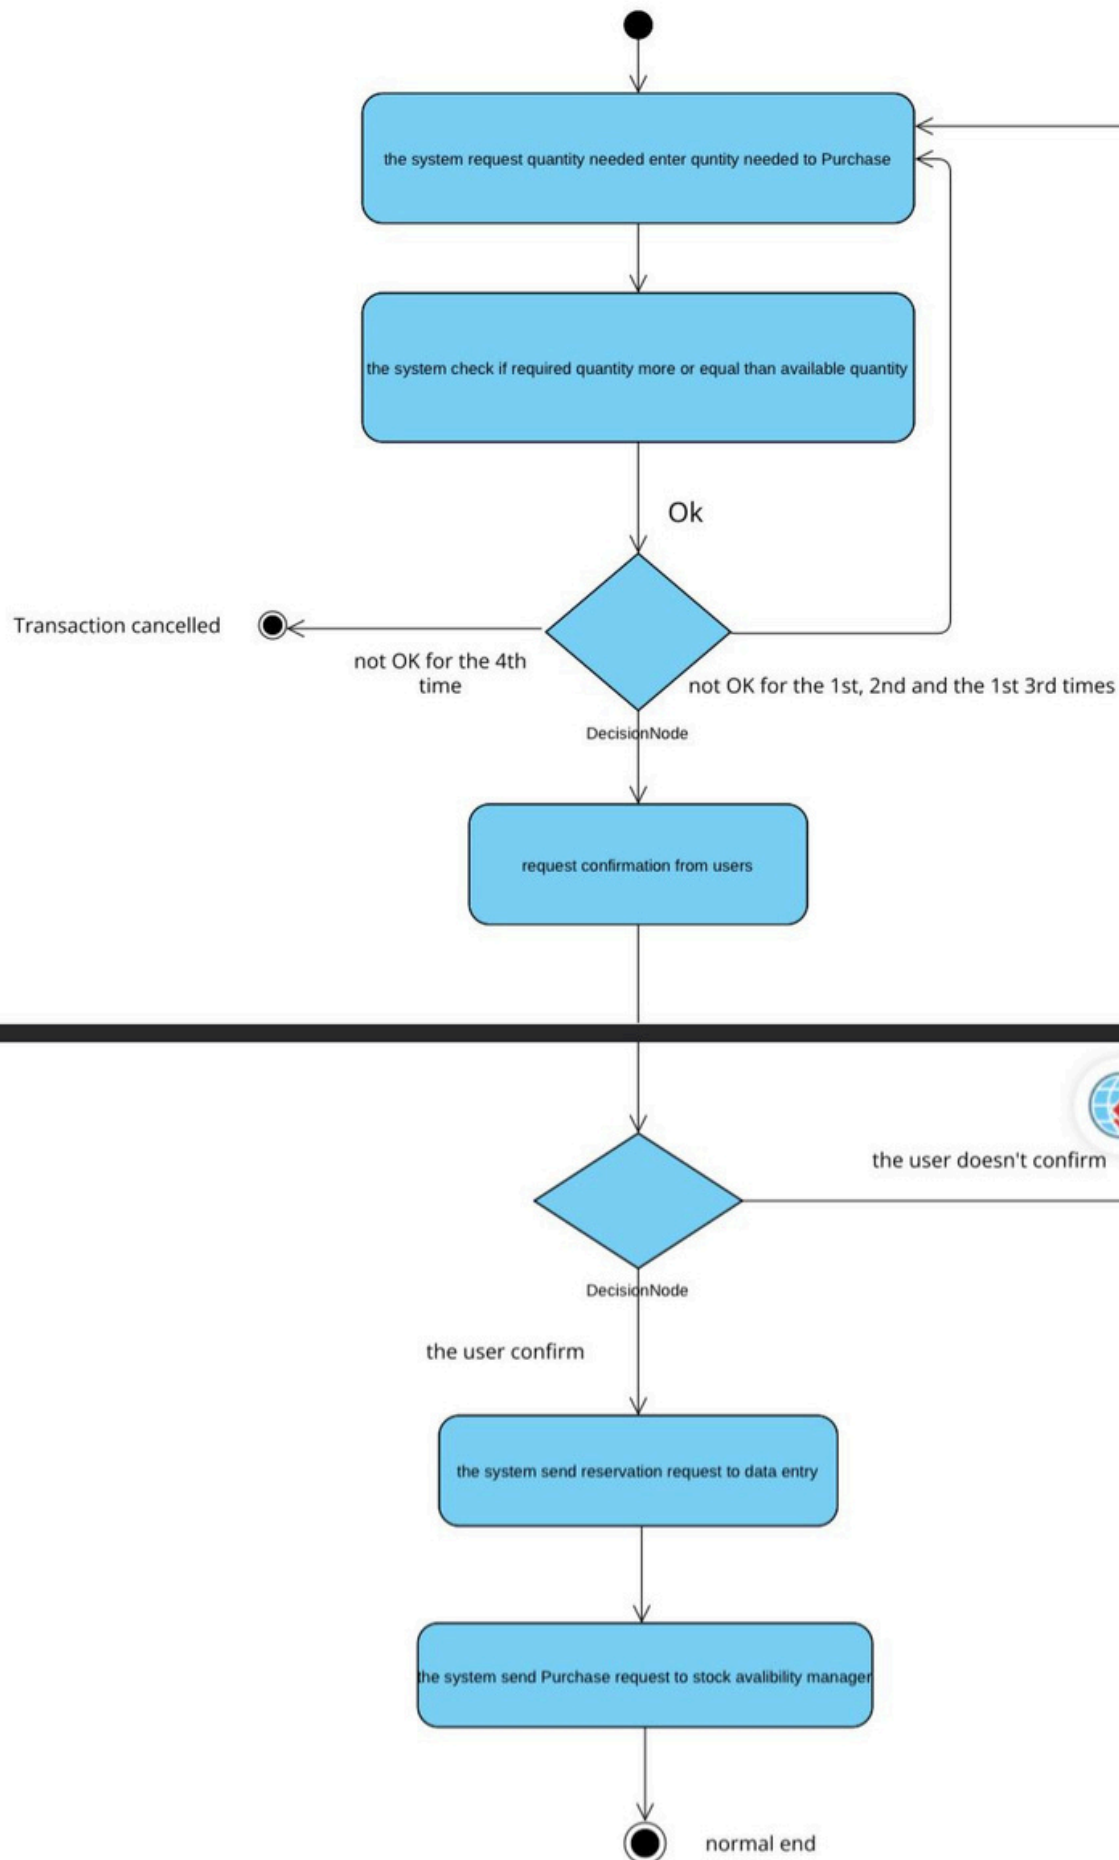 the system request quantity needed enter quntity needed to Purchase
the system check if required quantity more or equal than available quantity
Ok
Transaction cancelled
not OK for the 4th
time
not OK for the 1st, 2nd and the 1st 3rd times
DecisionNode
request confirmation from users
the user doesn't confirm
DecisionNode
the user confirm
the system send reservation request to data entry
the system send Purchase request to stock avalibility manager
normal end